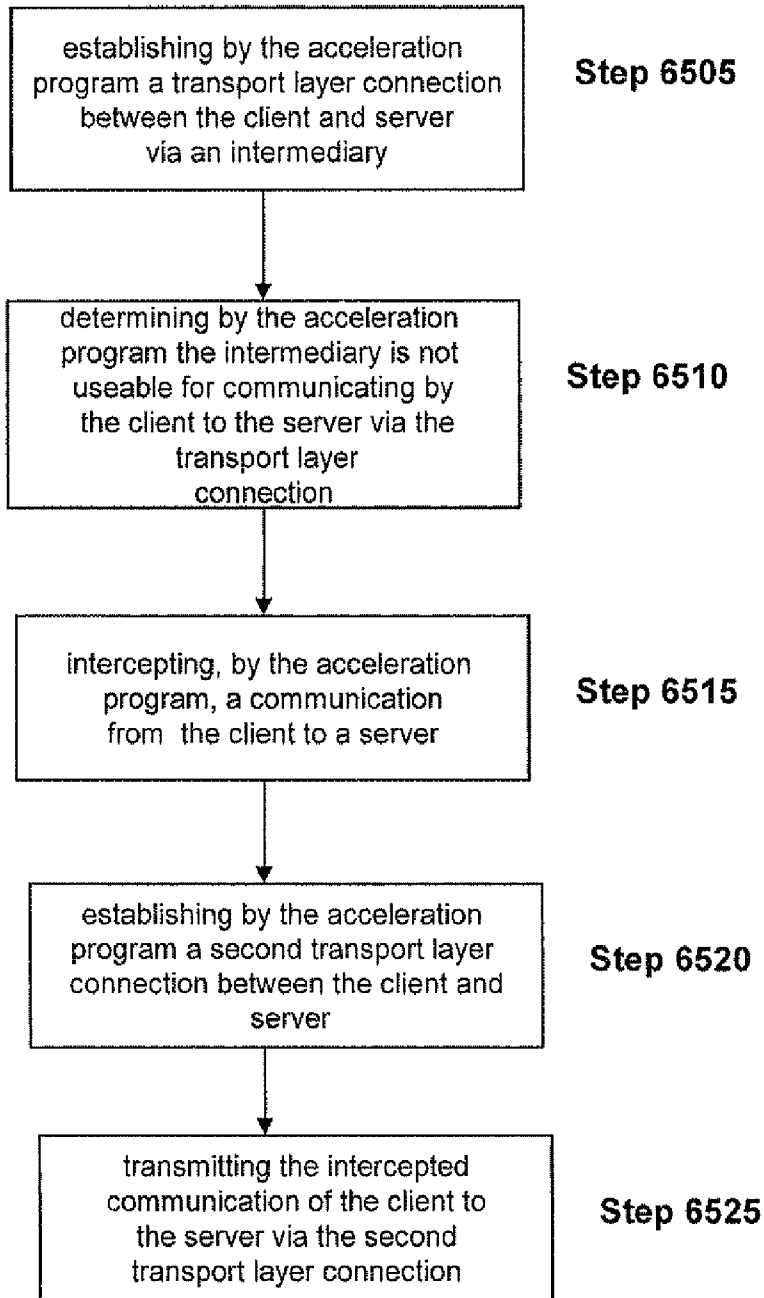 establishing by the acceleration
program a transport layer connection
between the client and server
via an intermediary
Step 6505
determining by the acceleration
program the intermediary is not
useable for communicating by
the client to the server via the
transport layer
connection
Step 6510
intercepting, by the acceleration
program, a communication
from the client to a server
Step 6515
establishing by the acceleration
program a second transport layer
connection between the client and
server
Step 6520
transmitting the intercepted
communication of the client to
the server via the second
transport layer connection
Step 6525